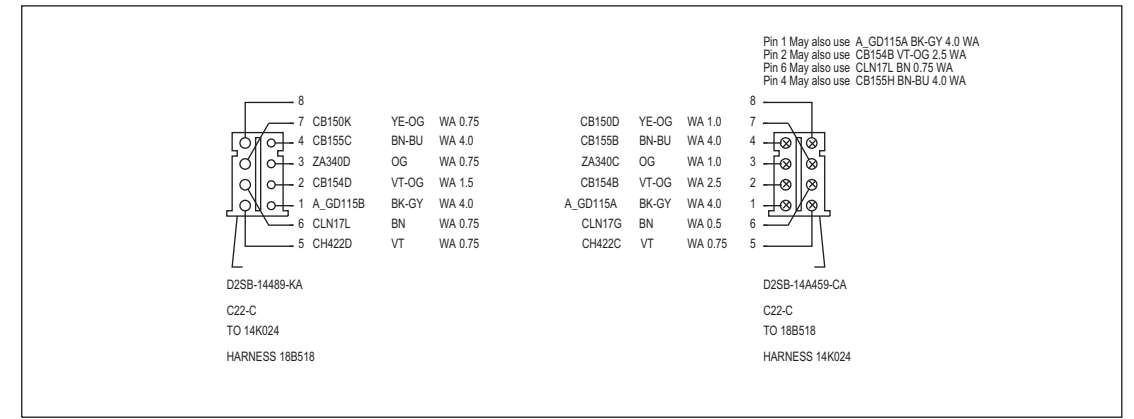 Pin 1 May also use A_GD115A BK-GY 4.0 WA
Pin 2 May also use CB154B VT-OG 2.5 WA
Pin 6 May also use CLN17L BN 0.75 WA
Pin 4 May also use CB155H BN-BU 4.0 WA
8
7 CB150K YE-OG WA 0.75
4 CB155C BN-BU WA 4.0
3 ZA340D OG WA 0.75
2 CB154D VT-OG WA 1.5
1 A_GD115B BK-GY WA 4.0
6 CLN17L BN WA 0.75
5 CH422D VT WA 0.75
D2SB-14489-KA
C22-C
TO 14K024
HARNESS 18B518
8
CB150D YE-OG WA 1.0 7
CB155B BN-BU WA 4.0 4
ZA340C OG WA 1.0 3
CB154B VT-OG WA 2.5 2
A_GD115A BK-GY WA 4.0 1
CLN17G BN WA 0.5 6
CH422C VT WA 0.75 5
D2SB-14A459-CA
C22-C
TO 18B518
HARNESS 14K024